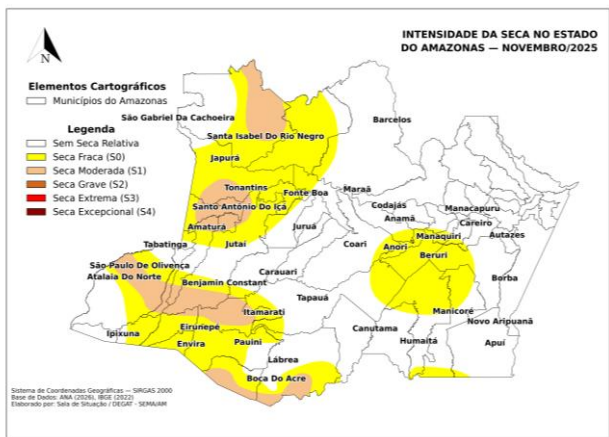 INTENSIDADE DA SECA NO ESTADO
DO AMAZONAS — NOVEMBRO/2025
N
Elementos Cartográficos
Municípios do Amazonas
Legenda
Sem Seca Relativa
Seca Fraca (S0)
Seca Moderada (S1)
Seca Grave (S2)
Seca Extrema (S3)
Seca Excepcional (S4)
São Gabriel Da Cachoeira
Barcelos
Santa Isabel Do Rio Negro
Japurá
Tonantins
Fonte Boa
Maraã
Santo Antônio Do Içá
Codajás
Manacapuru
Anamã
Careiro
Amatura
Juruá
Manaquiri
Autazes
Tabatinga
Jutaí
Coari
Anori
Beruri
São Paulo De Olivença
Atalaia Do Norte
Carauari
Benjamin Constant
Borba
Tapauá
Itamarati
Manicoré
Novo Aripuanã
Ipixuna
Eirunepé
Canutama
Envira
Pauini
Humaitá
Apuí
Lábrea
Boca Do Acre
Sistema de Coordenadas Geográficas — SIRGAS 2000
Base de Dados: ANA (2026), IBGE (2022)
Elaborado por: Sala de Situação / DEGAT - SEMA/AM